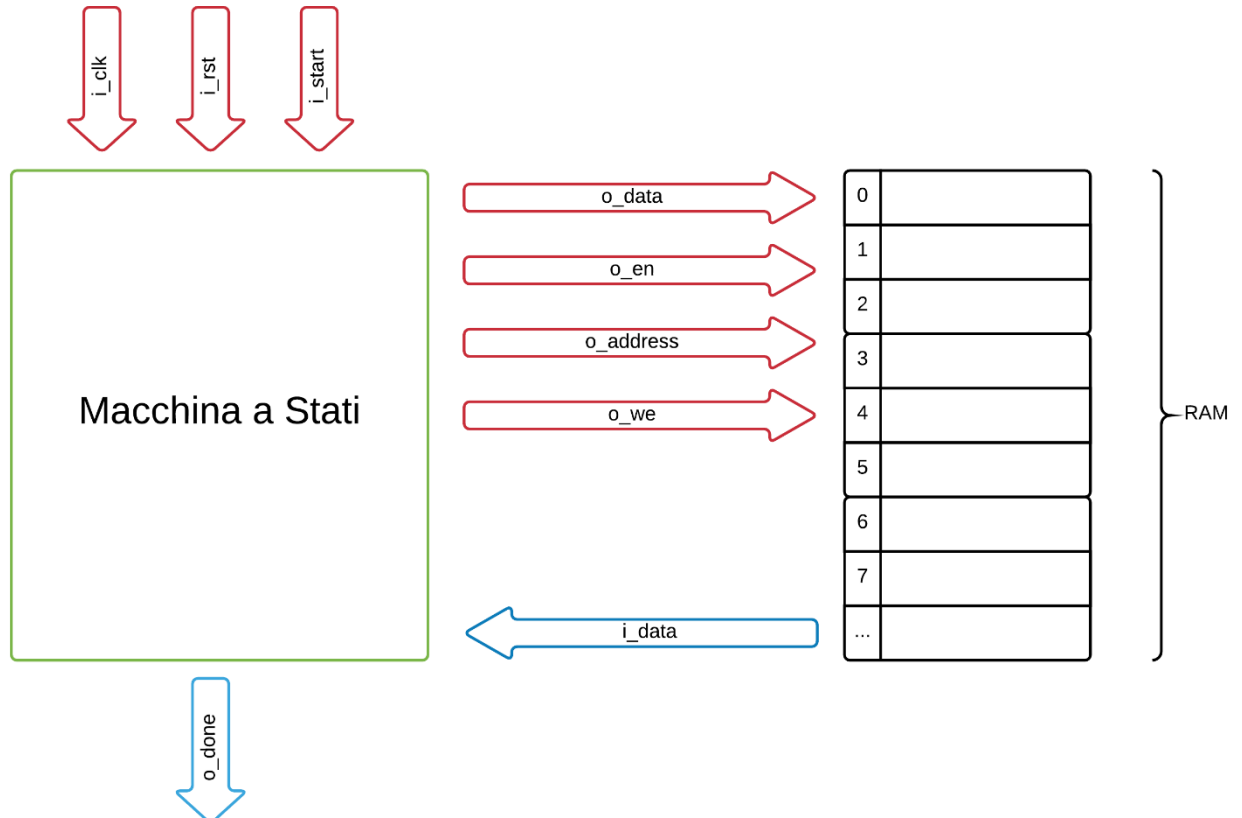 i_clk
i_rst
i_start
o_data
0
1
o_en
2
o_address
3
Macchina a Stati
o_we
4
RAM
5
6
7
i_data
...
o_done